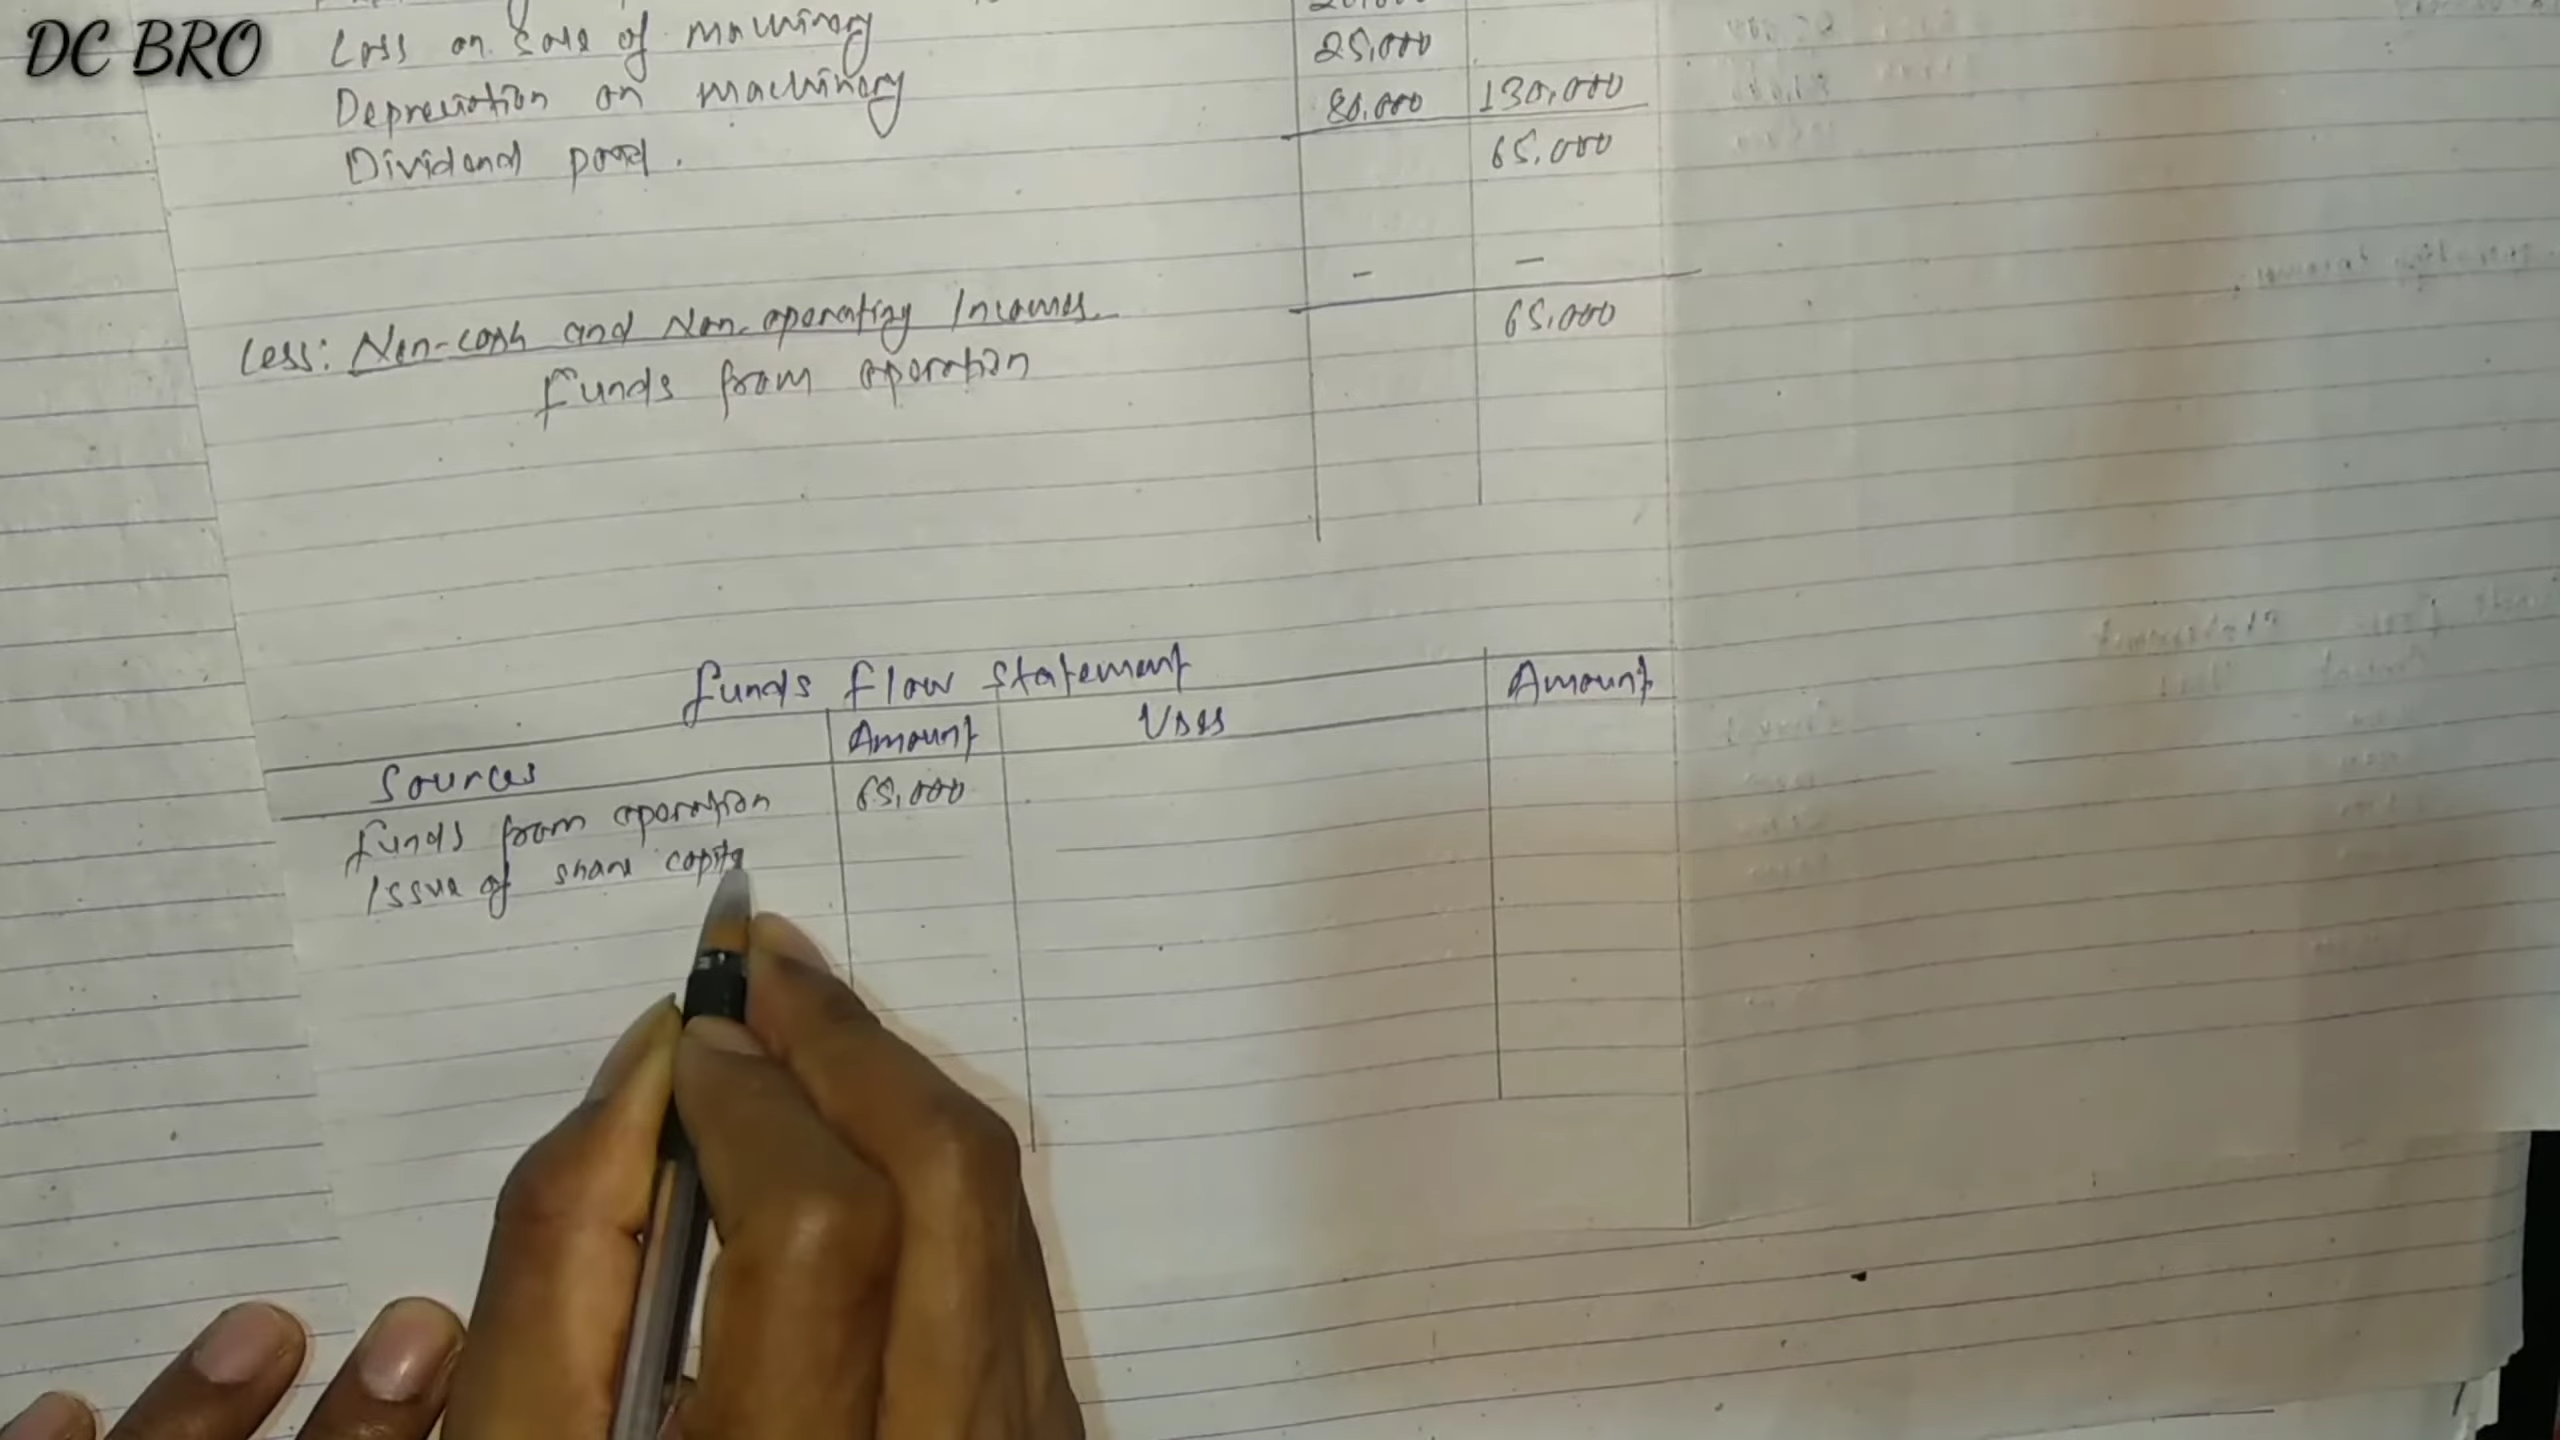 DC BRO
Loss on sale of machinery 25,000
Depreciation on machinery 80,000 130,000
Dividend paid. 65,000
- -
Less: Non-cash and Non-operating Incomes
65,000
Funds from operation
Funds flow statement
Sources Amount Uses Amount
Funds from operation 65,000
Issue of share capita